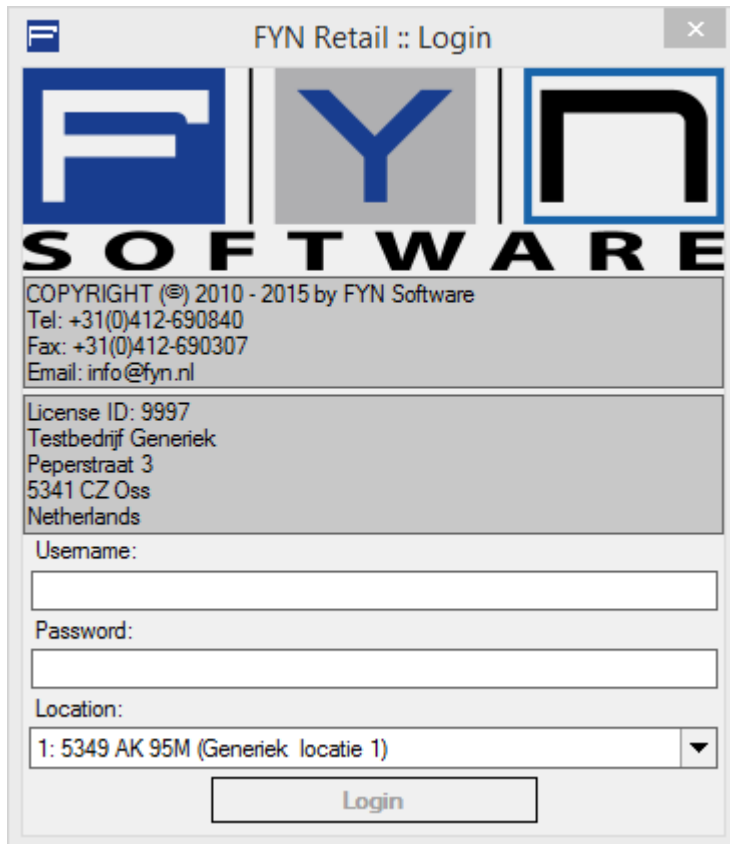 FYN Retail :: Login
FYN
SOFTWARE
COPYRIGHT (©) 2010 - 2015 by FYN Software
Tel: +31(0)412-690840
Fax: +31(0)412-690307
Email: info@fyn.nl
License ID: 9997
Testbedrijf Generiek
Peperstraat 3
5341 CZ Oss
Netherlands
Username:
Password:
Location:
1: 5349 AK 95M (Generiek locatie 1)
Login